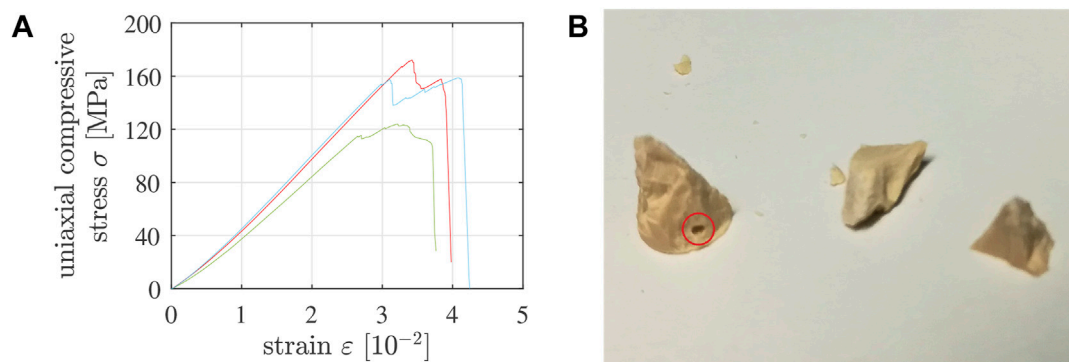 A
uniaxial compressive
stress σ [MPa]
200
160
120
80
40
0
0 1 2 3 4 5
strain ε [10⁻²]
B